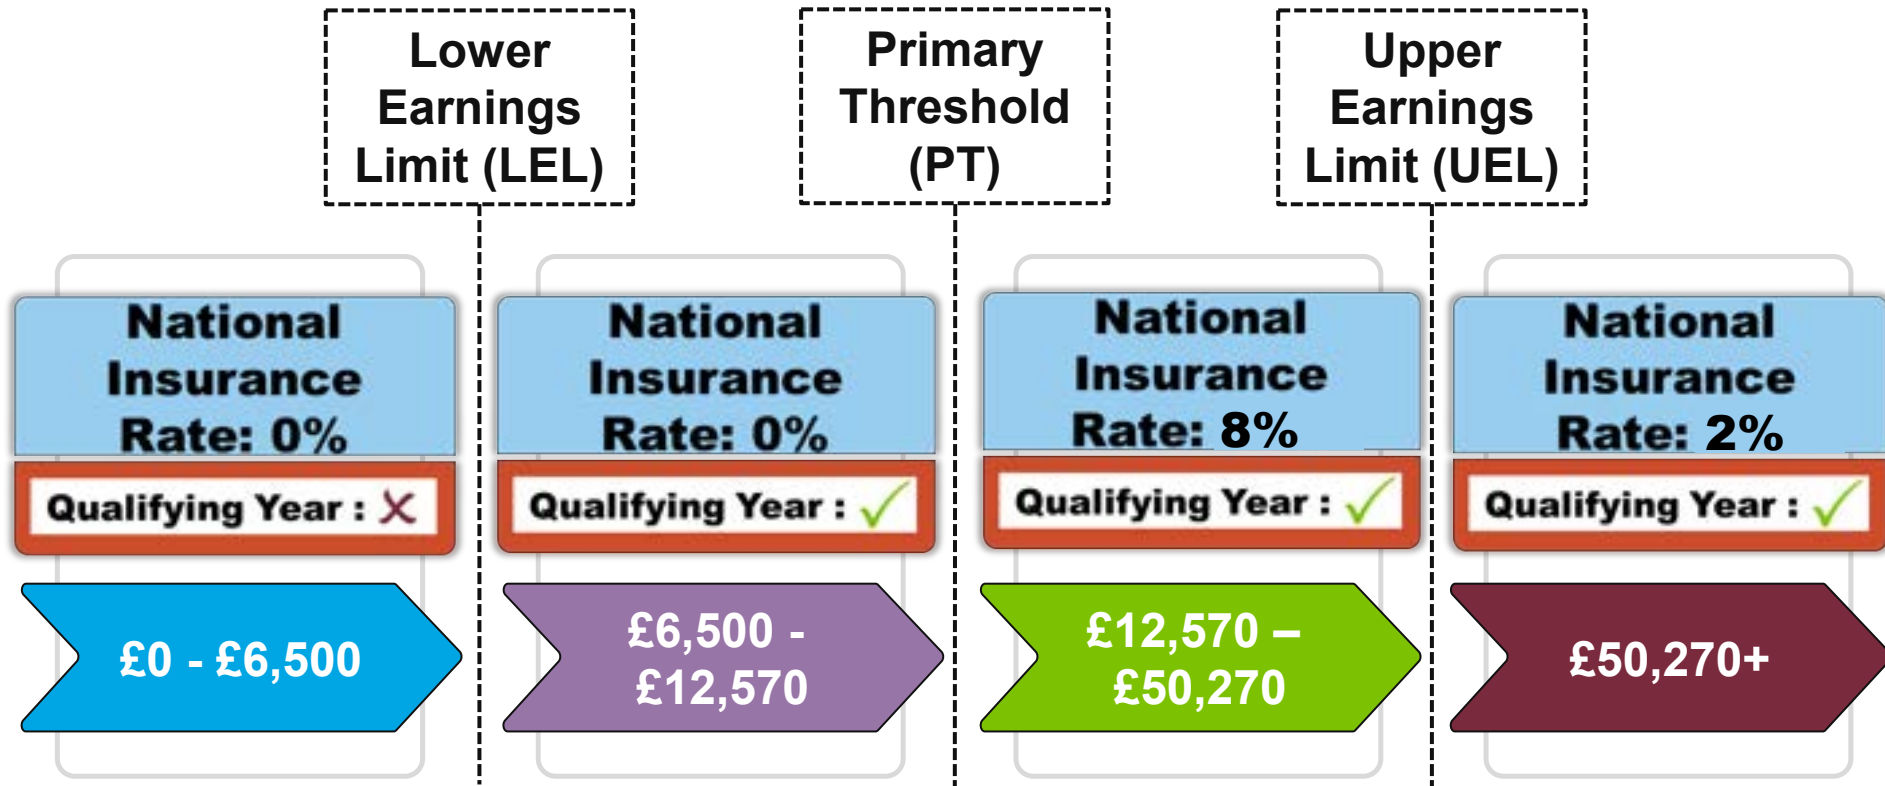 Lower
Earnings
Limit (LEL)
Primary
Threshold
(PT)
Upper
Earnings
Limit (UEL)
National
Insurance
Rate: 0%
Qualifying Year : ✗
£0 - £6,500
National
Insurance
Rate: 0%
Qualifying Year : ✓
£6,500 -
£12,570
National
Insurance
Rate: 8%
Qualifying Year : ✓
£12,570 –
£50,270
National
Insurance
Rate: 2%
Qualifying Year : ✓
£50,270+